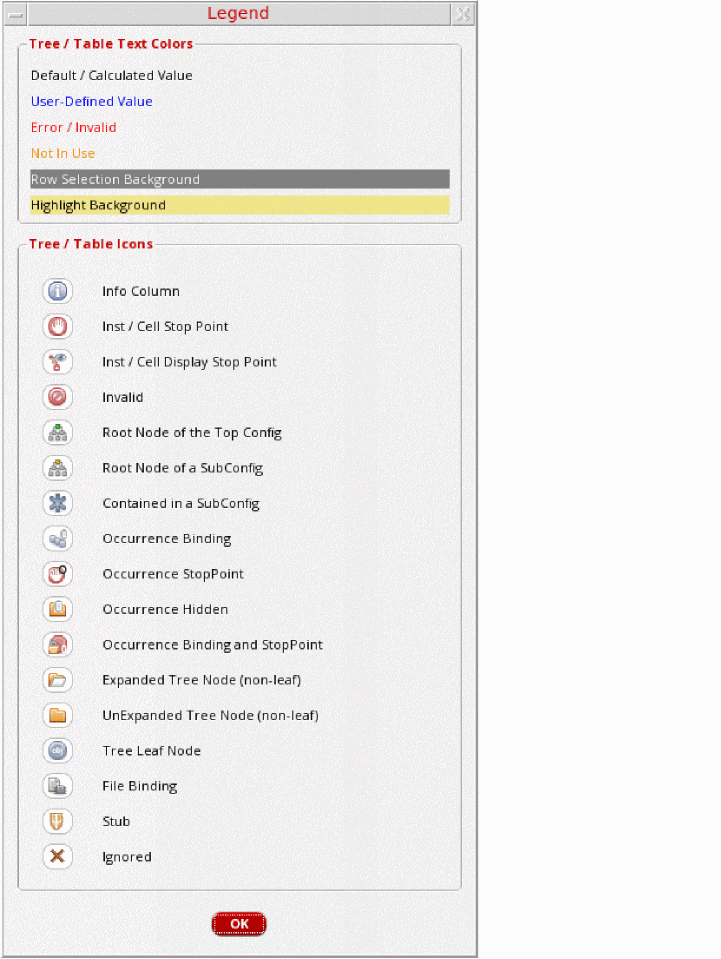 Legend
Tree / Table Text Colors
Default / Calculated Value
User-Defined Value
Error / Invalid
Not In Use
Row Selection Background
Highlight Background
Tree / Table Icons
Info Column
Inst / Cell Stop Point
Inst / Cell Display Stop Point
Invalid
Root Node of the Top Config
Root Node of a SubConfig
Contained in a SubConfig
Occurrence Binding
Occurrence StopPoint
Occurrence Hidden
Occurrence Binding and StopPoint
Expanded Tree Node (non-leaf)
UnExpanded Tree Node (non-leaf)
obj Tree Leaf Node
File Binding
Stub
Ignored
OK